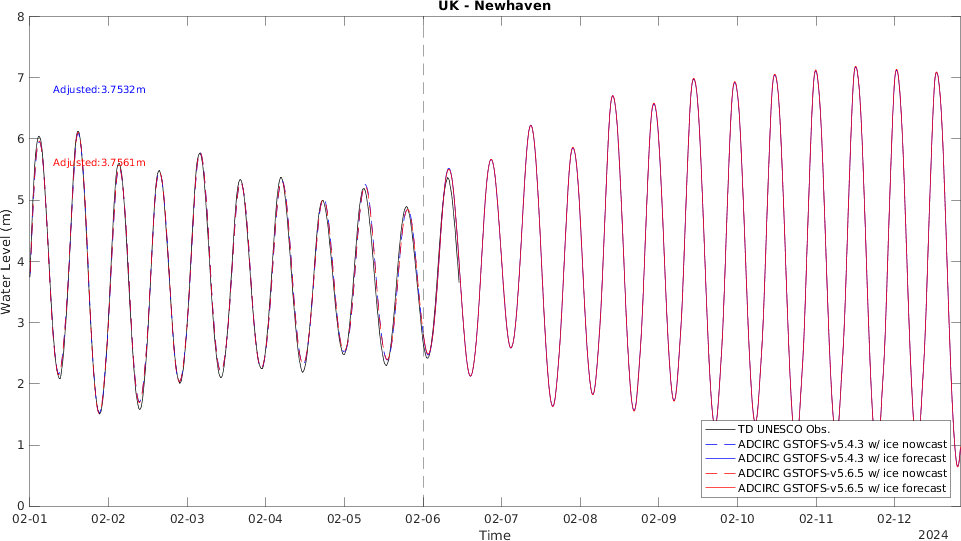 UK - Newhaven
8
7
6
5
4
3
2
1
0
Water Level (m)
Adjusted:3.7532m
Adjusted:3.7561m
TD UNESCO Obs.
ADCIRC GSTOFS-v5.4.3 w/ ice nowcast
ADCIRC GSTOFS-v5.4.3 w/ ice forecast
ADCIRC GSTOFS-v5.6.5 w/ ice nowcast
ADCIRC GSTOFS-v5.6.5 w/ ice forecast
02-01 02-02 02-03 02-04 02-05 02-06 02-07 02-08 02-09 02-10 02-11 02-12
Time
2024